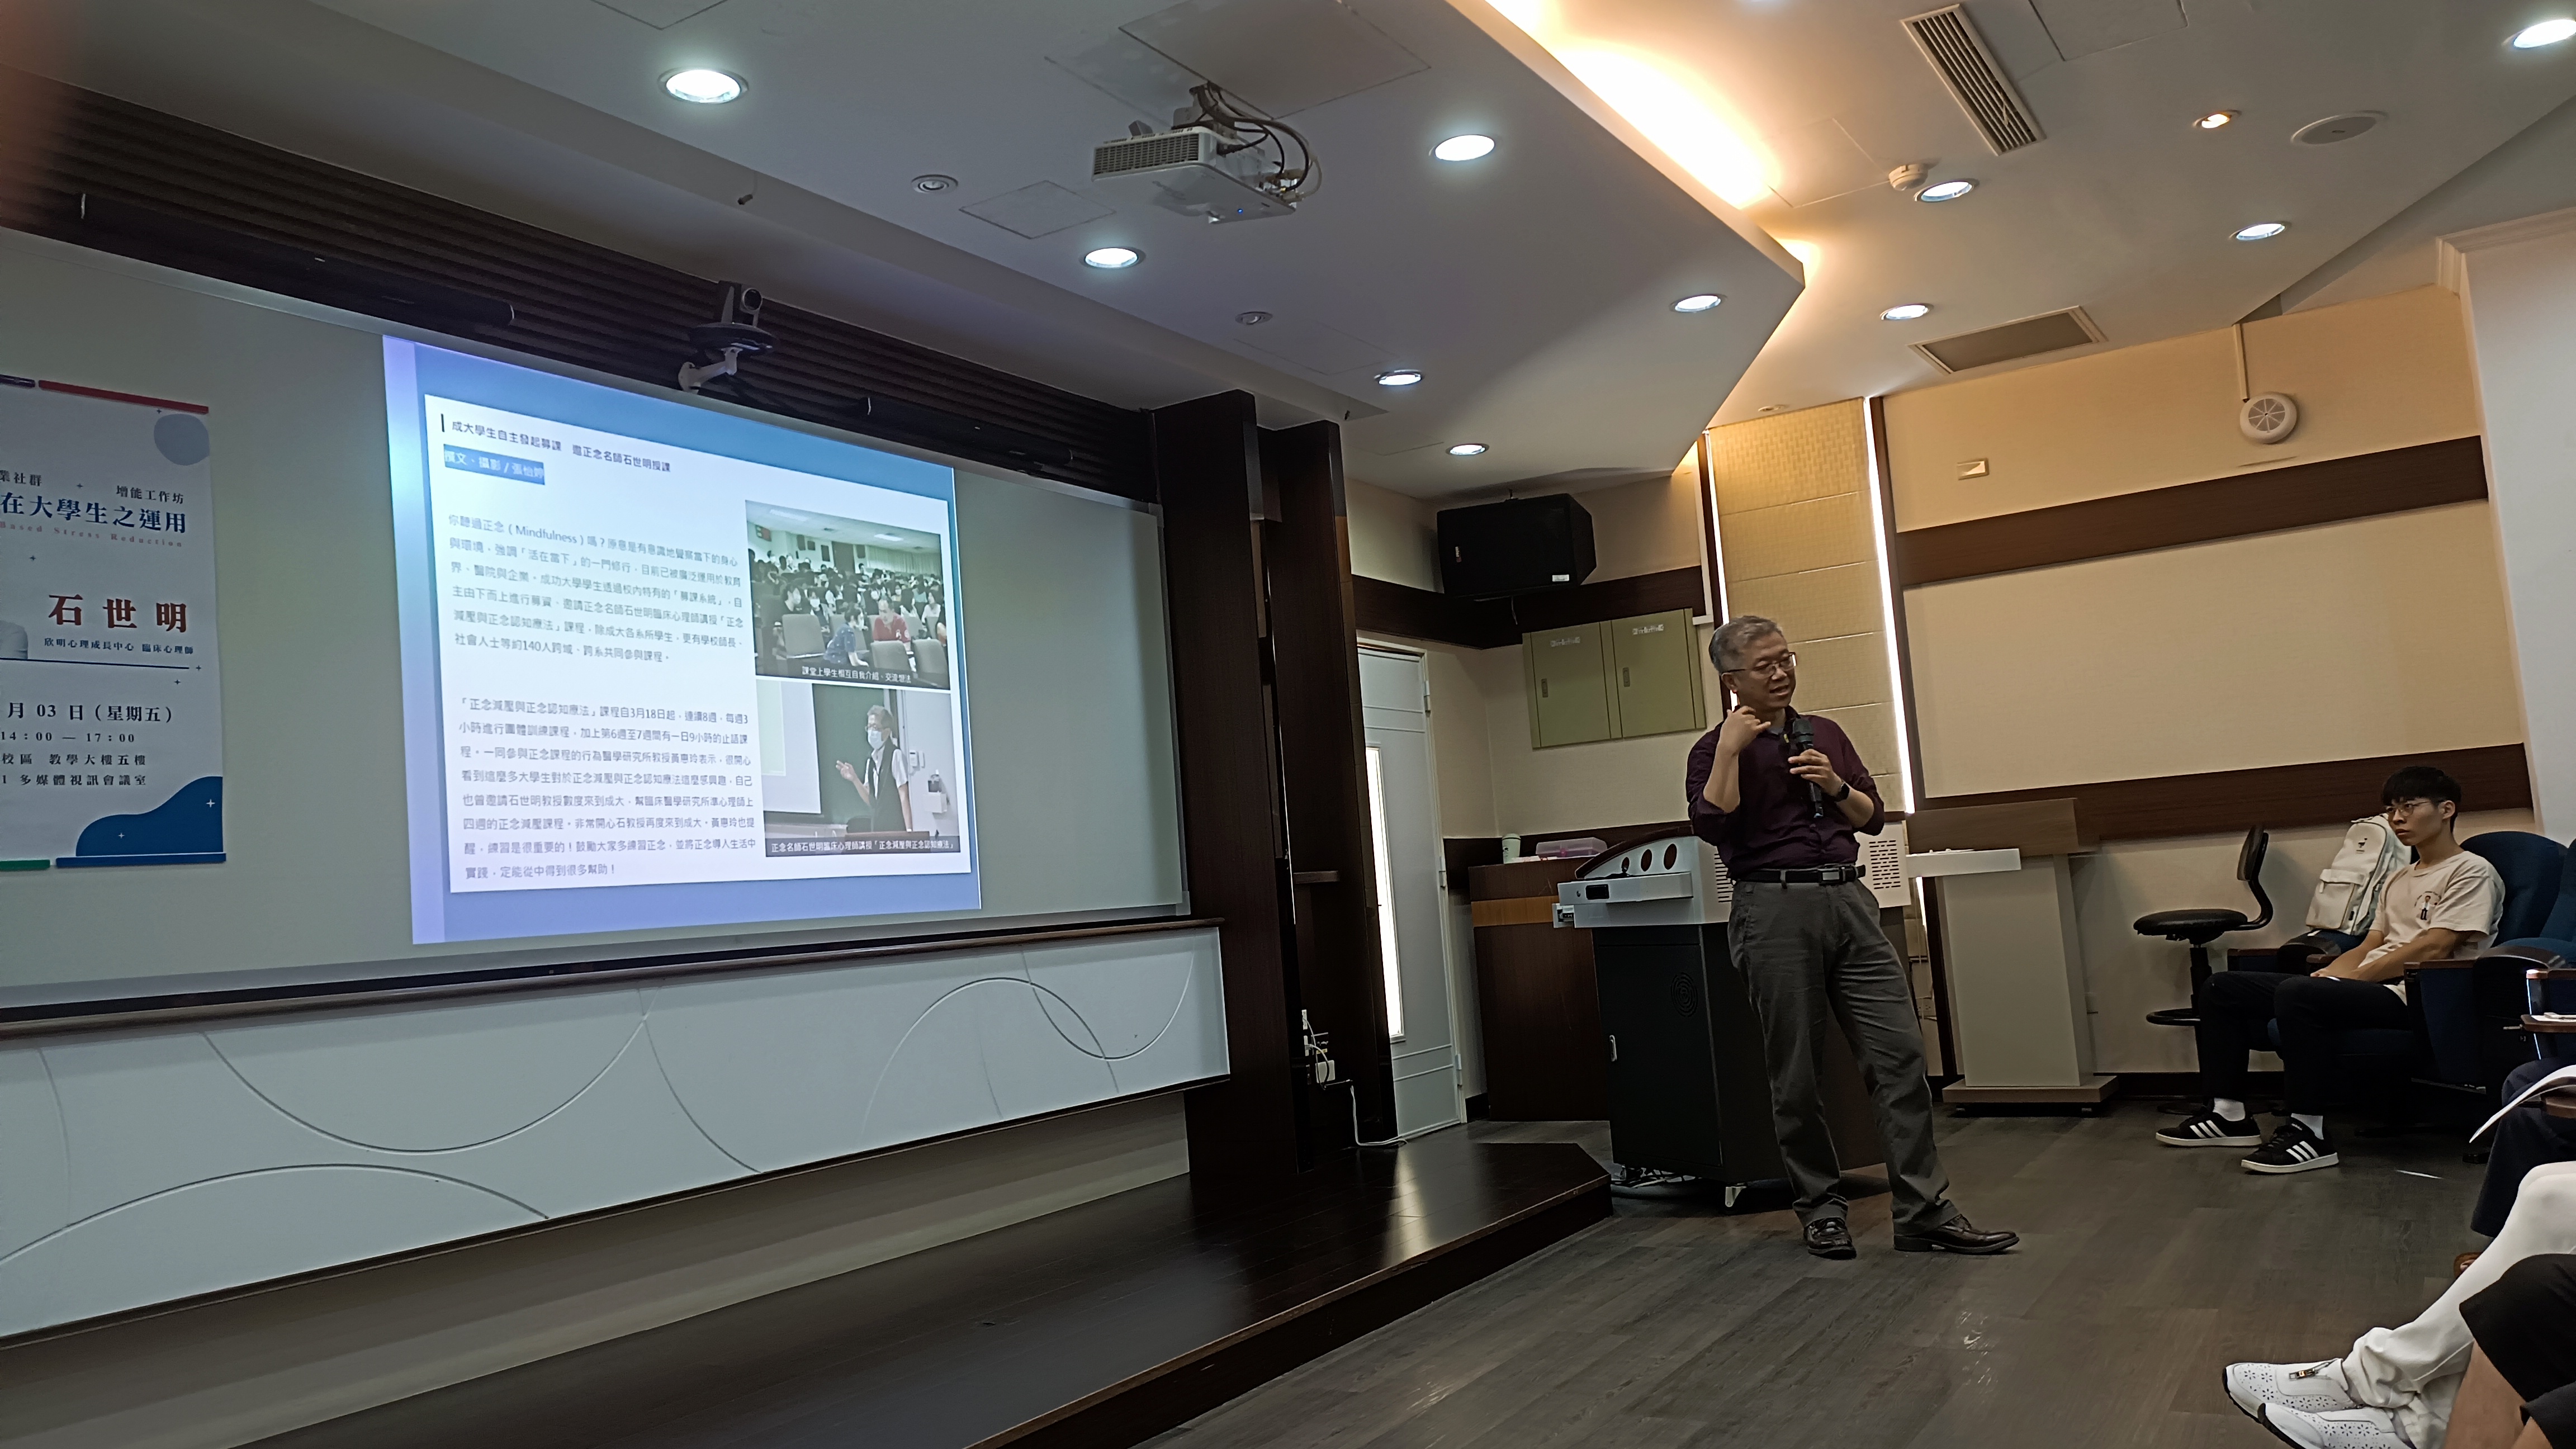 業社群
增能工作坊
在大學生之運用
Based Stress Reduction
石世明
欣明心理成長中心 臨床心理師
月 03 日(星期五)
14:00 — 17:00
校區 教學大樓五樓
1 多媒體視訊會議室
成大學生自主發起募課 邀正念名師石世明授課
撰文、攝影 / 張怡婷
你聽過正念(Mindfulness)嗎?原意是有意識地覺察當下的身心
與環境,強調「活在當下」的一門修行,目前已被廣泛運用於教育
界、醫院與企業。成功大學學生透過校內特有的「募課系統」,自
主由下而上進行募資,邀請正念名師石世明臨床心理師講授「正念
減壓與正念認知療法」課程,除成大各系所學生,更有學校師長、
社會人士等約140人跨域、跨系共同參與課程。
「正念減壓與正念認知療法」課程自3月18日起,連續8週,每週3
小時進行團體訓練課程,加上第6週至7週間有一日9小時的止語課
程。一同參與正念課程的行為醫學研究所教授黃惠玲表示,很開心
看到這麼多大學生對於正念減壓與正念認知療法這麼感興趣,自己
也曾邀請石世明教授數度來到成大,幫臨床醫學研究所準心理師上
四週的正念減壓課程。非常開心石教授再度來到成大。黃惠玲也提
醒,練習是很重要的!鼓勵大家多練習正念,並將正念導入生活中
實踐,定能從中得到很多幫助!
課堂上學生相互自我介紹、交流想法
正念名師石世明臨床心理師講授「正念減壓與正念認知療法」